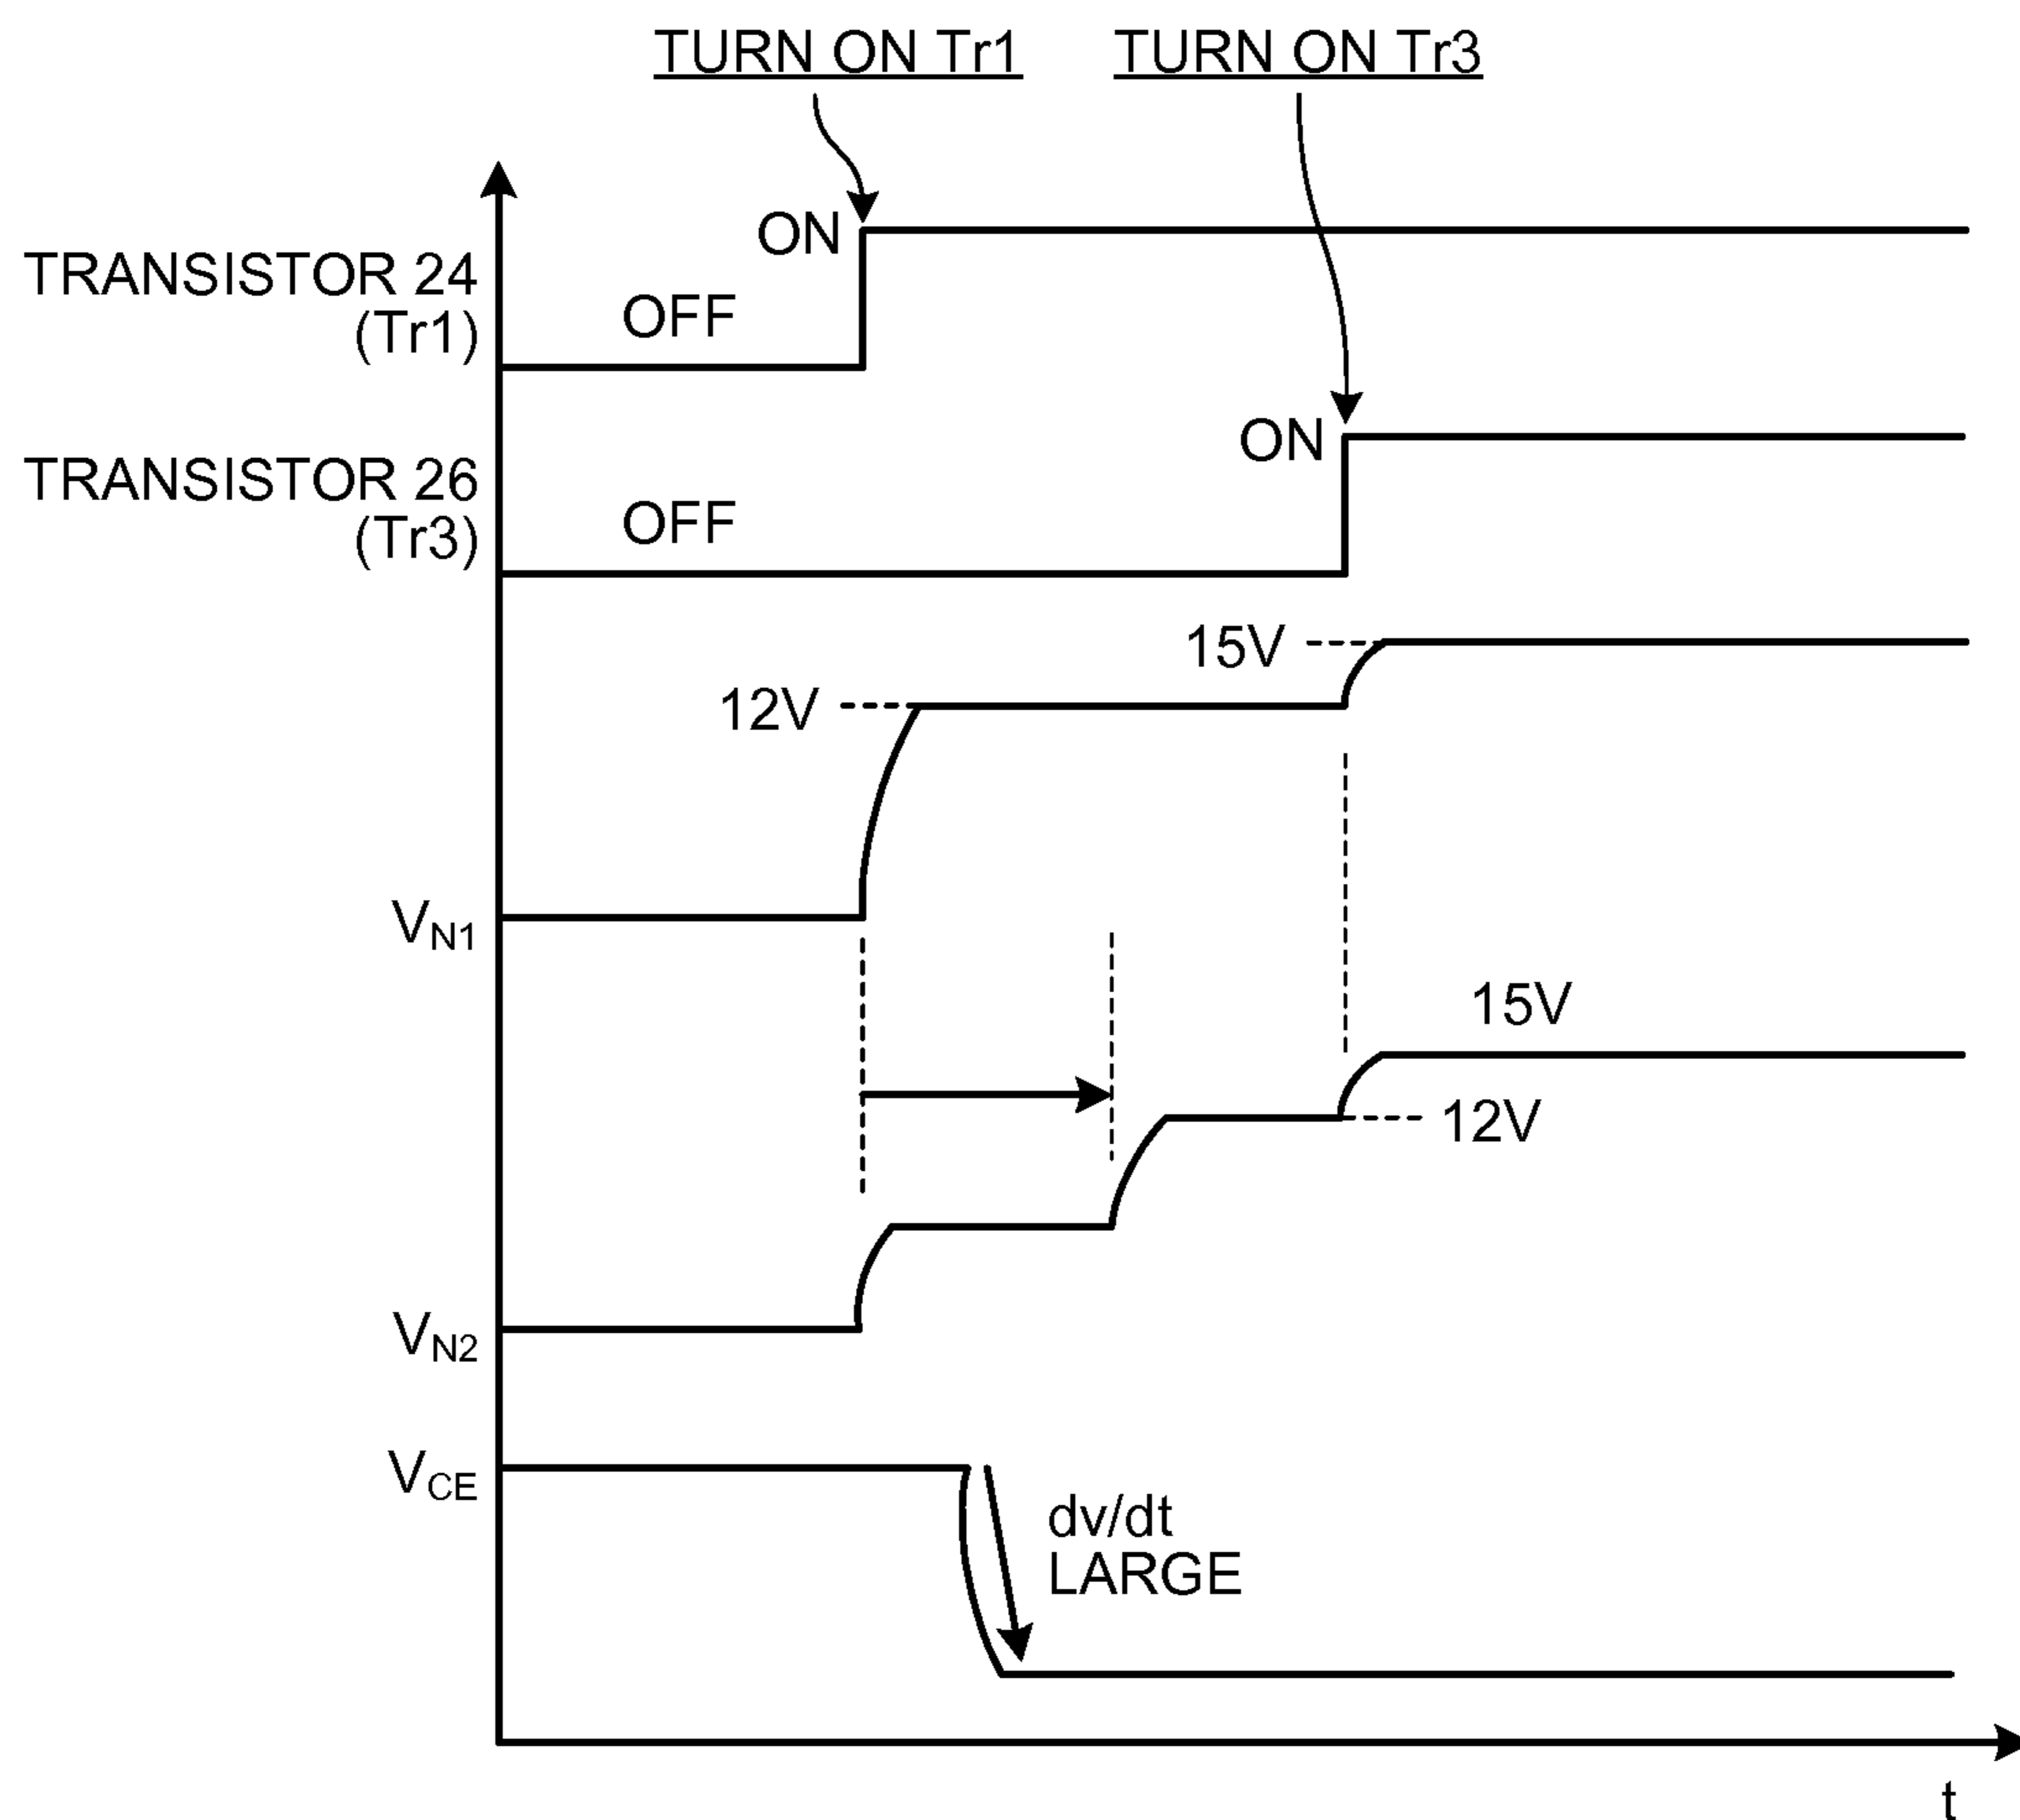 TURN ON Tr1
TURN ON Tr3
ON
TRANSISTOR 24
(Tr1)
OFF
ON
TRANSISTOR 26
(Tr3)
OFF
15V
12V
VN1
15V
12V
VN2
VCE
dv/dt
LARGE
t